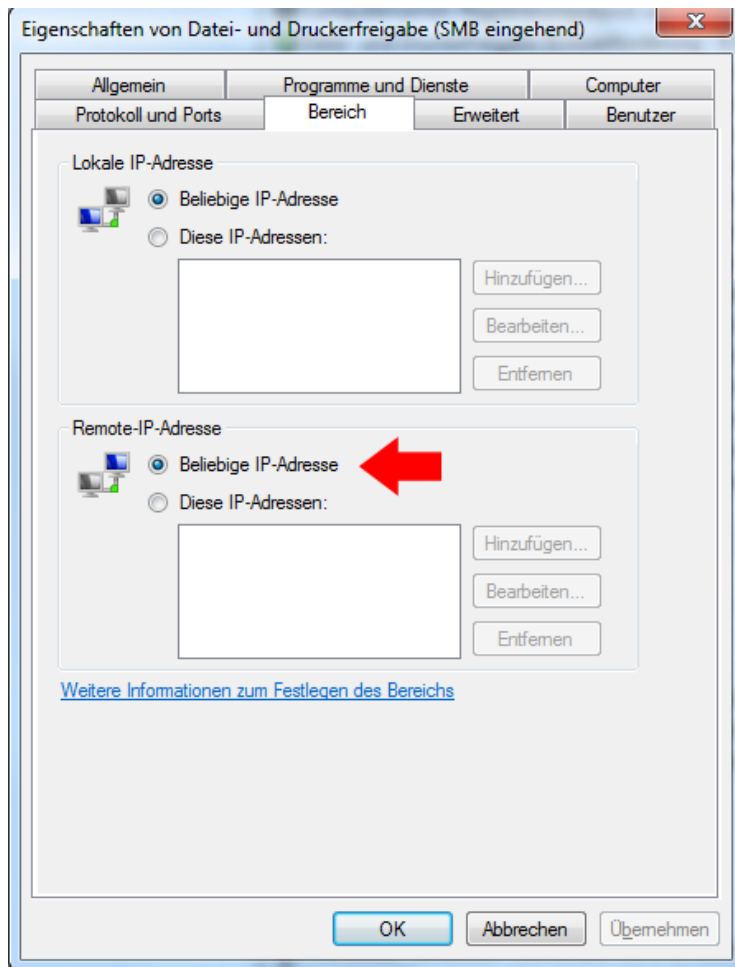 Eigenschaften von Datei- und Druckerfreigabe (SMB eingehend)
Allgemein
Programme und Dienste
Computer
Protokoll und Ports
Bereich
Erweitert
Benutzer
Lokale IP-Adresse
Beliebige IP-Adresse
Diese IP-Adressen:
Hinzufügen...
Bearbeiten...
Entfernen
Remote-IP-Adresse
Beliebige IP-Adresse
Diese IP-Adressen:
Hinzufügen...
Bearbeiten...
Entfernen
Weitere Informationen zum Festlegen des Bereichs
OK
Abbrechen
Übernehmen